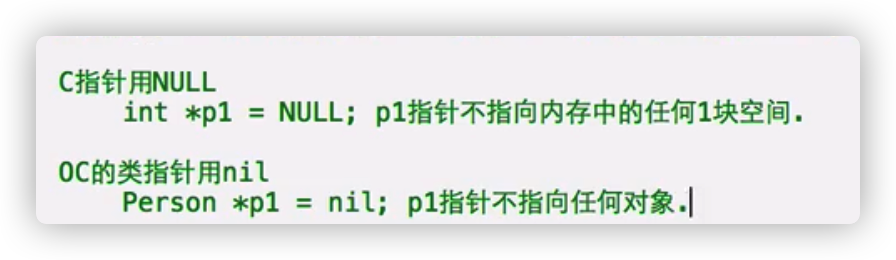 C指针用NULL
int *p1 = NULL; p1指针不指向内存中的任何1块空间.
OC的类指针用nil
Person *p1 = nil; p1指针不指向任何对象.